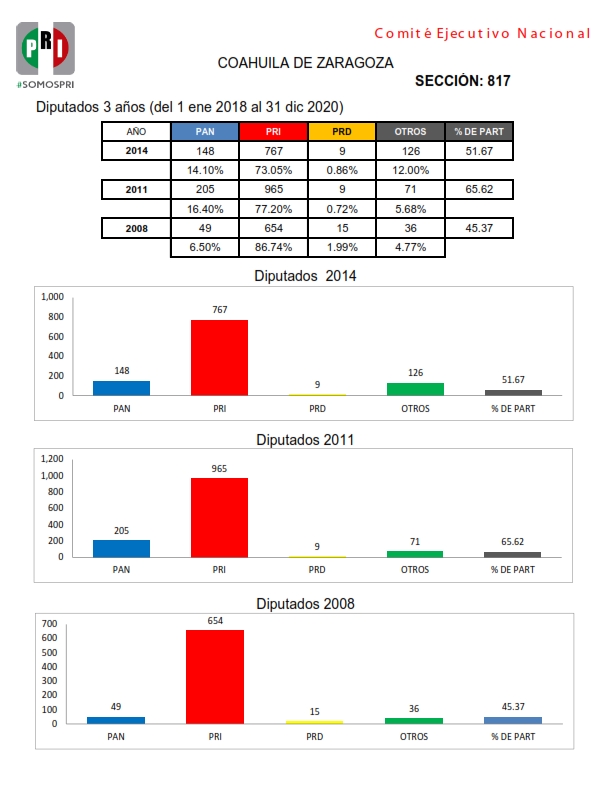 Comité Ejecutivo Nacional
PRI
#SOMOSPRI
COAHUILA DE ZARAGOZA
SECCIÓN: 817
Diputados 3 años (del 1 ene 2018 al 31 dic 2020)
AÑO PAN PRI PRD OTROS % DE PART
2014 148 767 9 126 51.67
14.10% 73.05% 0.86% 12.00%
2011 205 965 9 71 65.62
16.40% 77.20% 0.72% 5.68%
2008 49 654 15 36 45.37
6.50% 86.74% 1.99% 4.77%
Diputados 2014
1,000
800
600
400
200
0
148 767 9 126 51.67
PAN PRI PRD OTROS % DE PART
Diputados 2011
1,200
1,000
800
600
400
200
0
205 965 9 71 65.62
PAN PRI PRD OTROS % DE PART
Diputados 2008
700
600
500
400
300
200
100
0
49 654 15 36 45.37
PAN PRI PRD OTROS % DE PART